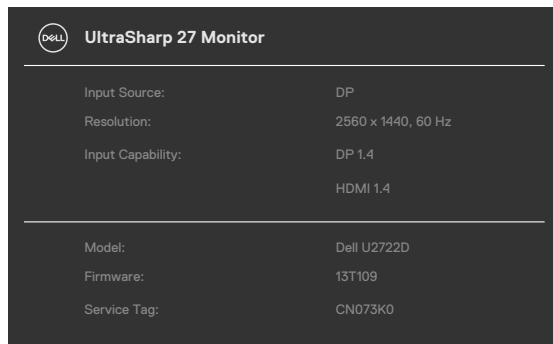 DELL UltraSharp 27 Monitor
Input Source: DP
Resolution: 2560 x 1440, 60 Hz
Input Capability: DP 1.4
HDMI 1.4
Model: Dell U2722D
Firmware: 13T109
Service Tag: CN073K0